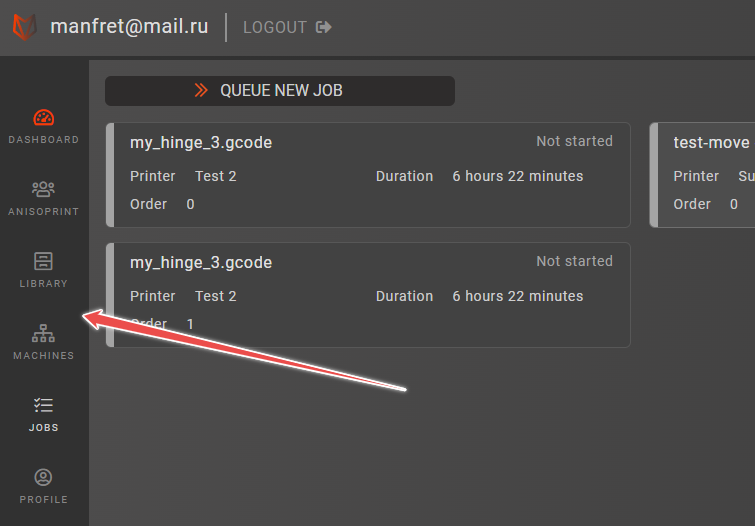 manfret@mail.ru LOGOUT
DASHBOARD
ANISOPRINT
LIBRARY
MACHINES
JOBS
PROFILE
QUEUE NEW JOB
my_hinge_3.gcode Not started
Printer Test 2 Duration 6 hours 22 minutes
Order 0
my_hinge_3.gcode Not started
Printer Test 2 Duration 6 hours 22 minutes
Order 1
test-move
Printer Su
Order 0